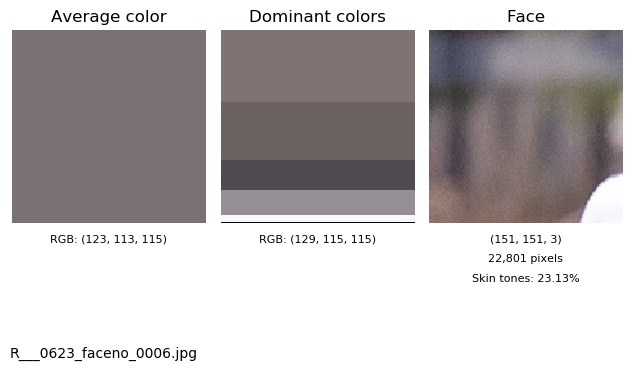 Average color
Dominant colors
Face
RGB: (123, 113, 115)
RGB: (129, 115, 115)
(151, 151, 3)
22,801 pixels
Skin tones: 23.13%
R___0623_faceno_0006.jpg